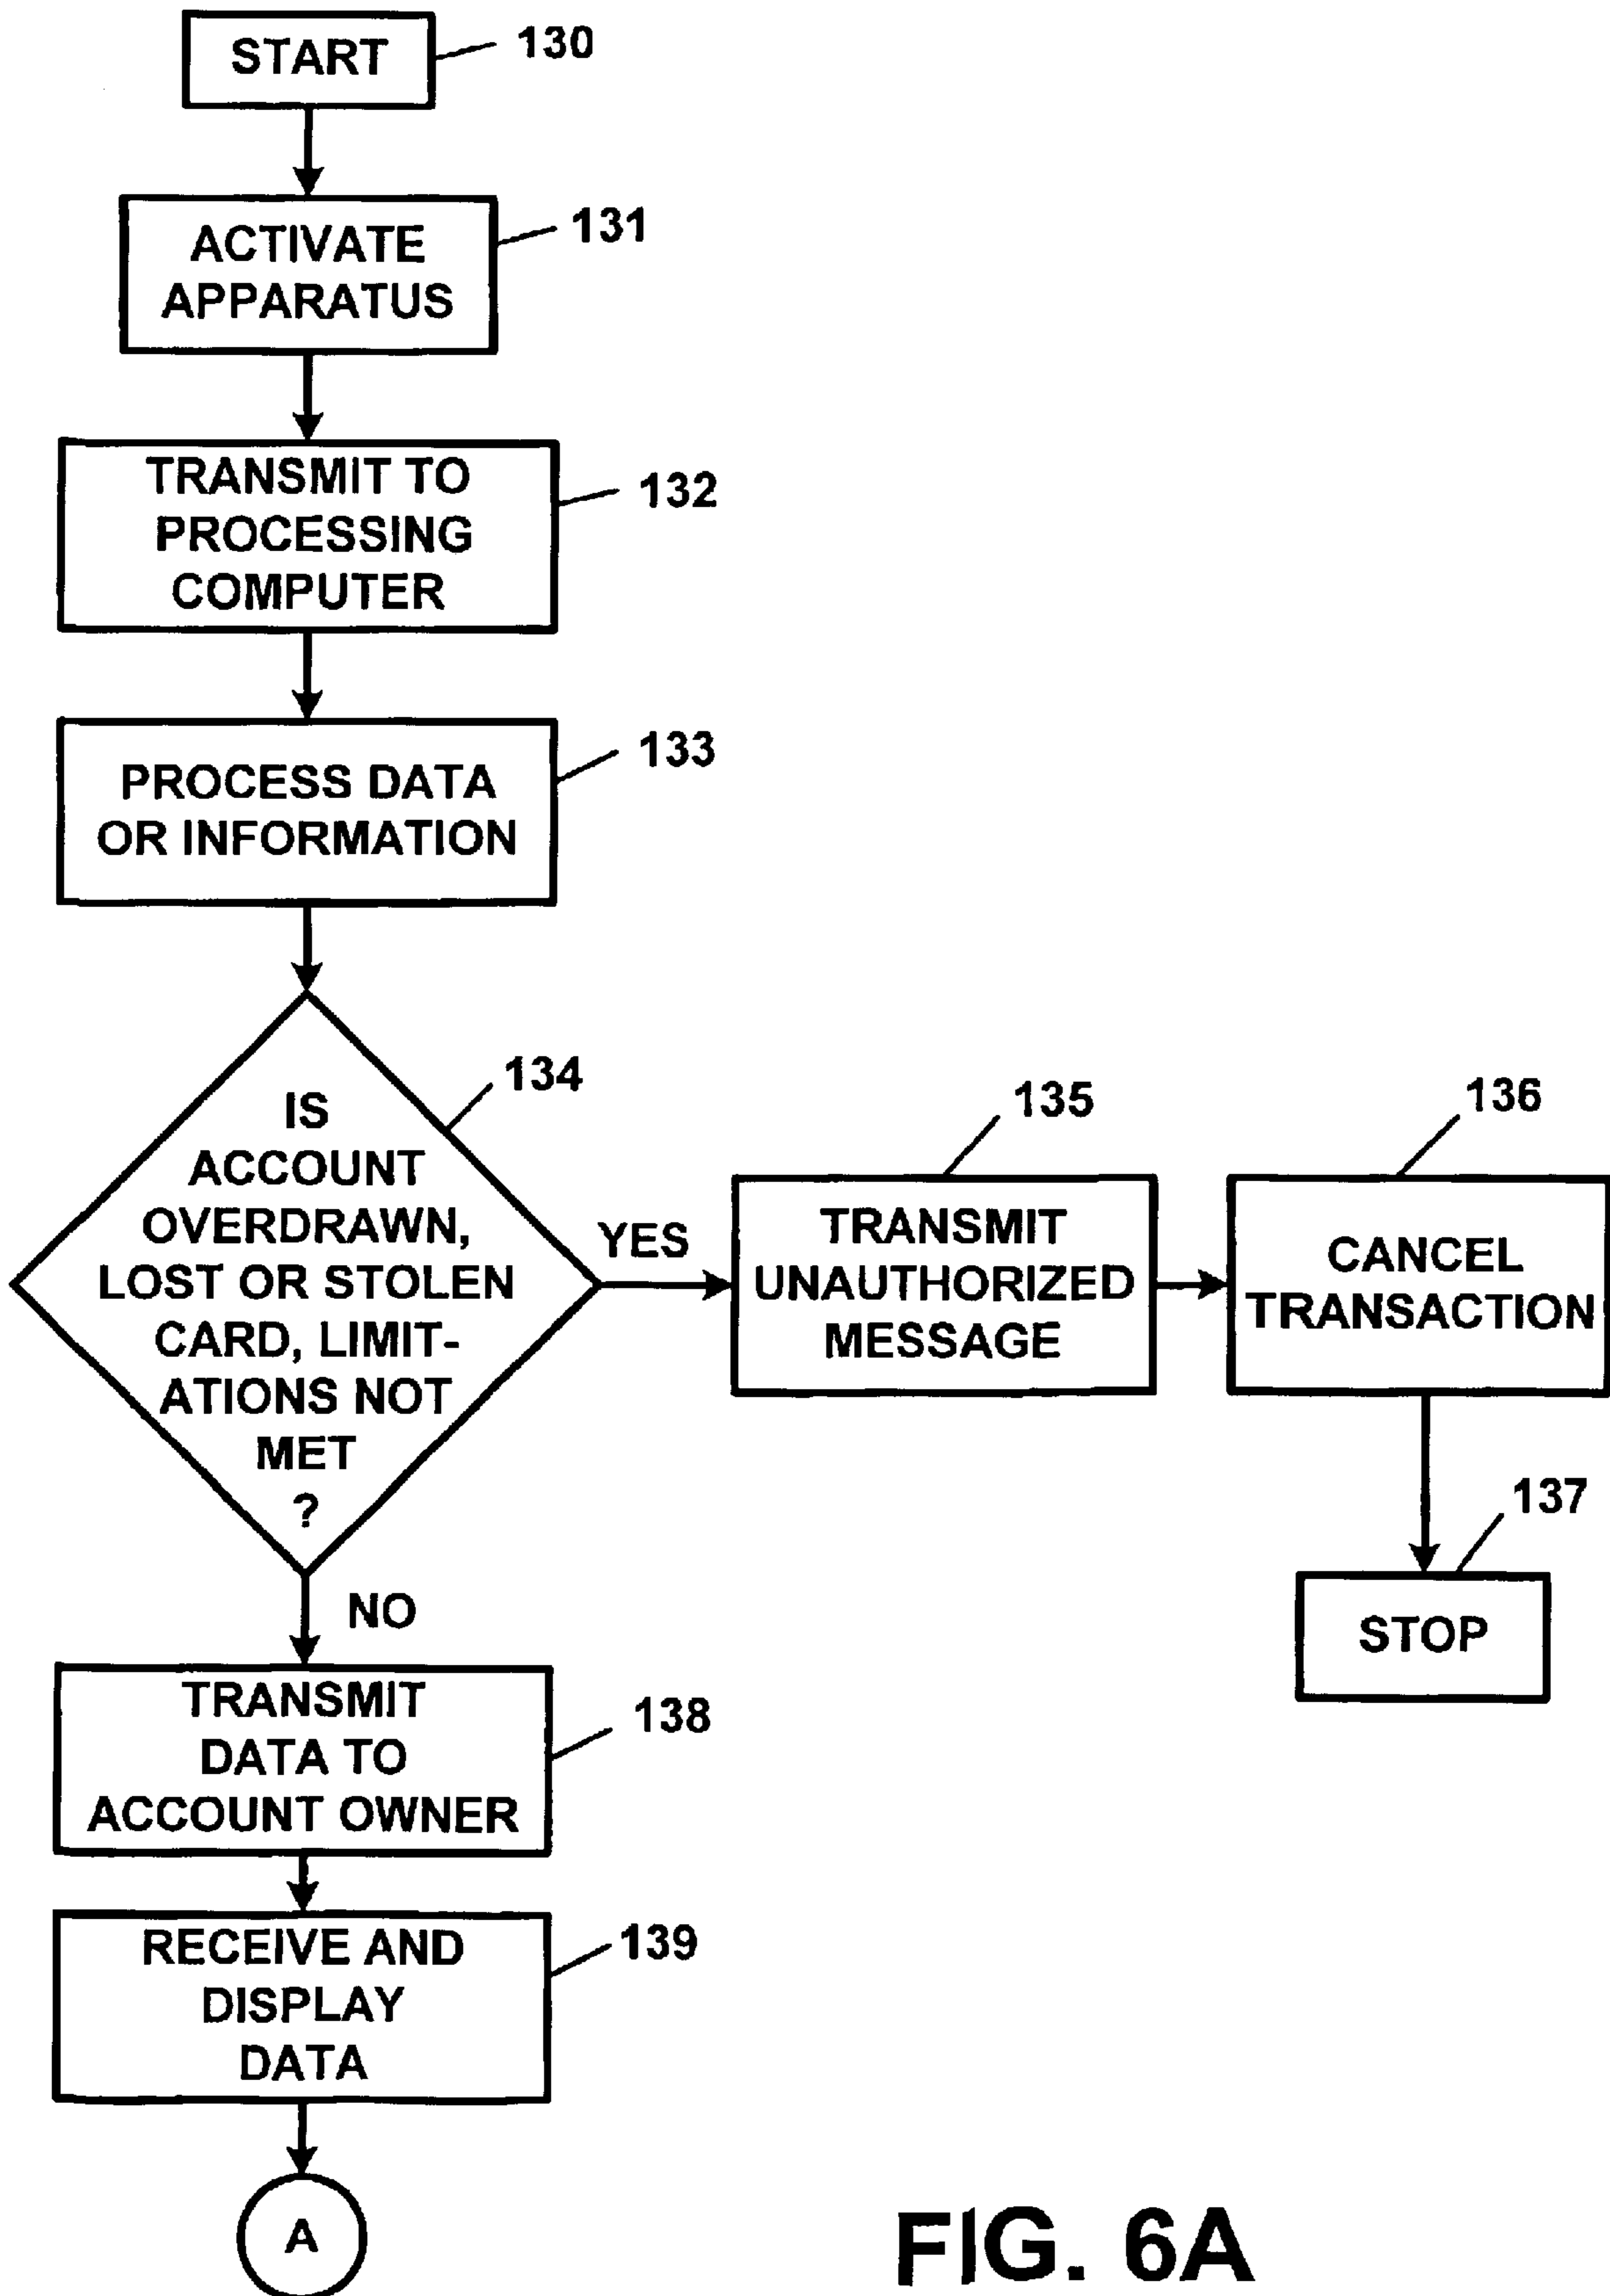 START
130
ACTIVATE
APPARATUS
131
TRANSMIT TO
PROCESSING
COMPUTER
132
PROCESS DATA
OR INFORMATION
133
IS
ACCOUNT
OVERDRAWN,
LOST OR STOLEN
CARD, LIMIT-
ATIONS NOT
MET
?
134
YES
TRANSMIT
UNAUTHORIZED
MESSAGE
135
CANCEL
TRANSACTION
136
STOP
137
NO
TRANSMIT
DATA TO
ACCOUNT OWNER
138
RECEIVE AND
DISPLAY
DATA
139
A
FIG. 6A